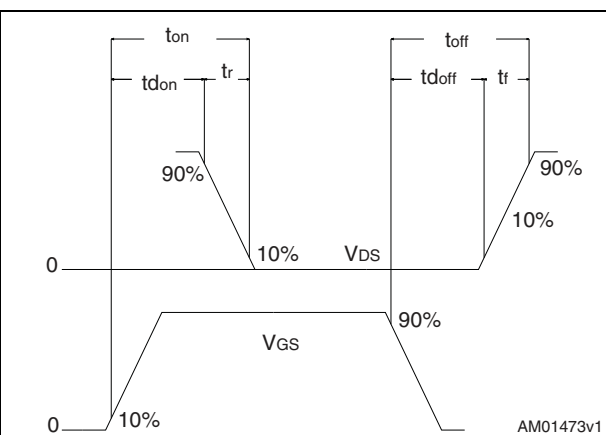 ton toff
tdon tr tdoff tf
90% 90%
10%
0 10% VDS
90%
VGS
0 10%
AM01473v1